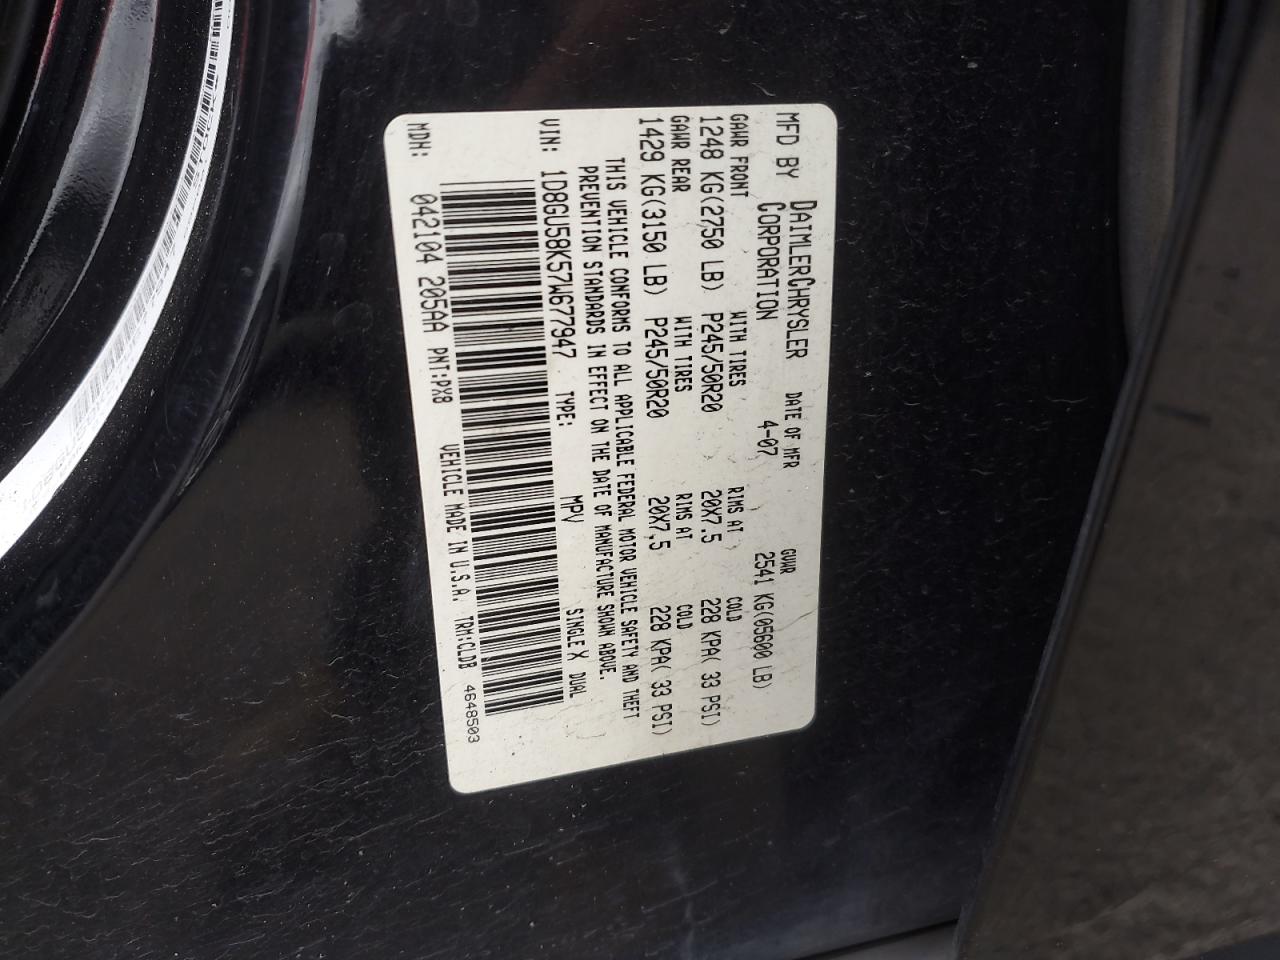 MFD BY DAIMLERCHRYSLER CORPORATION DATE OF MFR 4-07 GVWR 2541 KG(05600 LB)
GAWR FRONT WITH TIRES RIMS AT COLD
1248 KG(2750 LB) P245/50R20 20X7.5 228 KPA( 33 PSI)
GAWR REAR WITH TIRES RIMS AT COLD
1429 KG(3150 LB) P245/50R20 20X7.5 228 KPA( 33 PSI)
THIS VEHICLE CONFORMS TO ALL APPLICABLE FEDERAL MOTOR VEHICLE SAFETY AND THEFT
PREVENTION STANDARDS IN EFFECT ON THE DATE OF MANUFACTURE SHOWN ABOVE.
VIN: 1D8GU58K57W677947 TYPE: MPV SINGLE X DUAL
MDH: 042104 205AA PNT:PX8 VEHICLE MADE IN U.S.A. TRM:CLDB 4648503